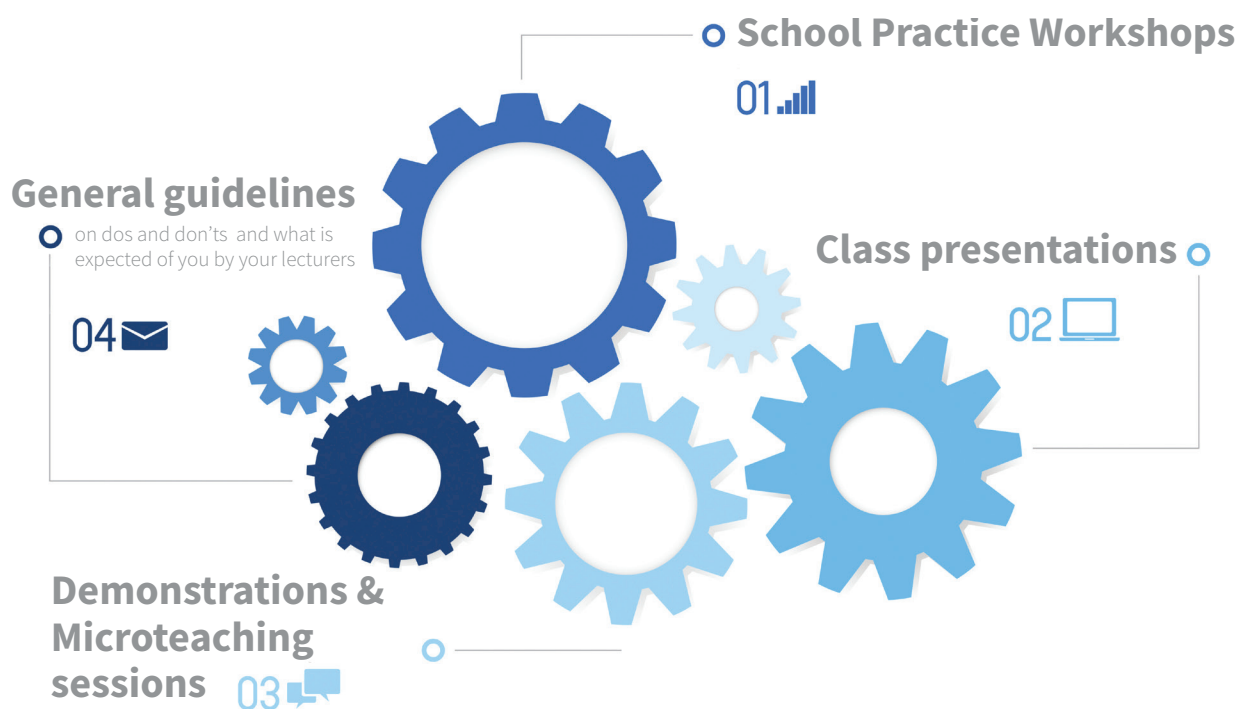 School Practice Workshops
01
General guidelines
on dos and don'ts and what is
expected of you by your lecturers
04
Class presentations
02
Demonstrations &
Microteaching
sessions
03